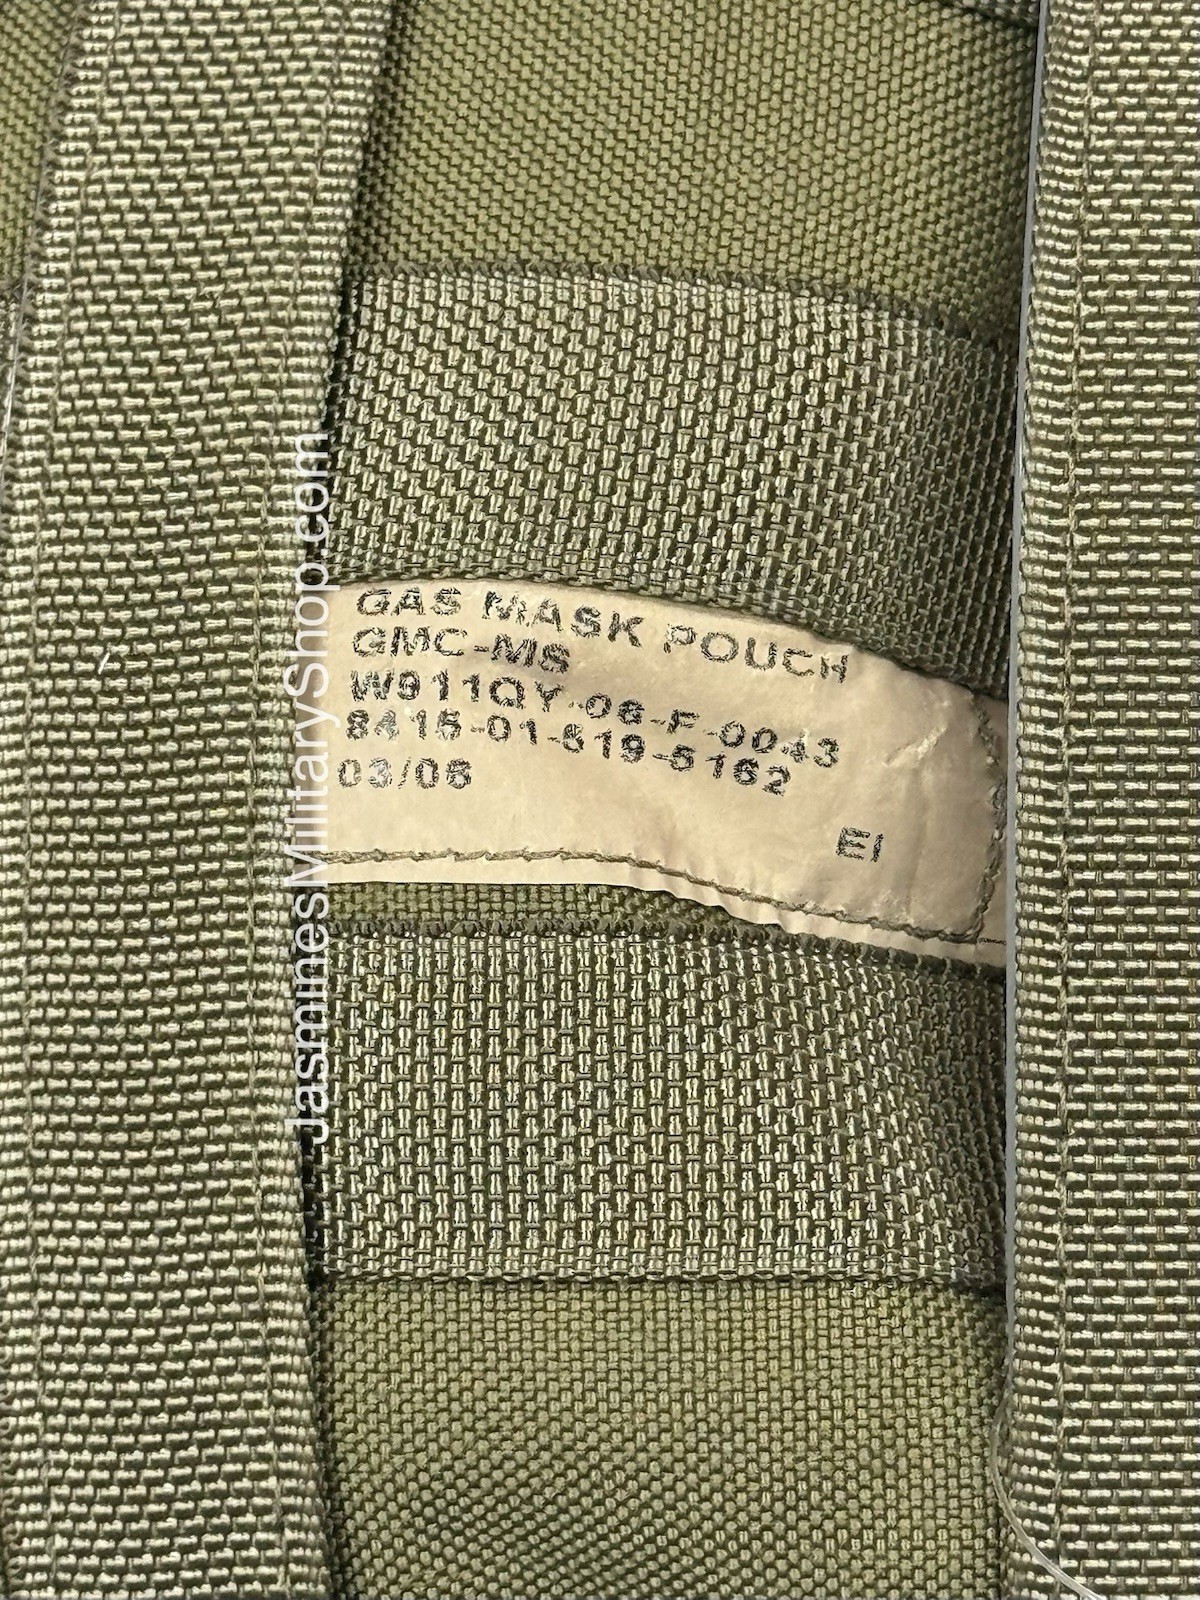 GAS MASK POUCH
GMC-MS
W911QY-06-F-0043
8415-01-519-5162
03/06
EI
JasminesMilitaryShop.com